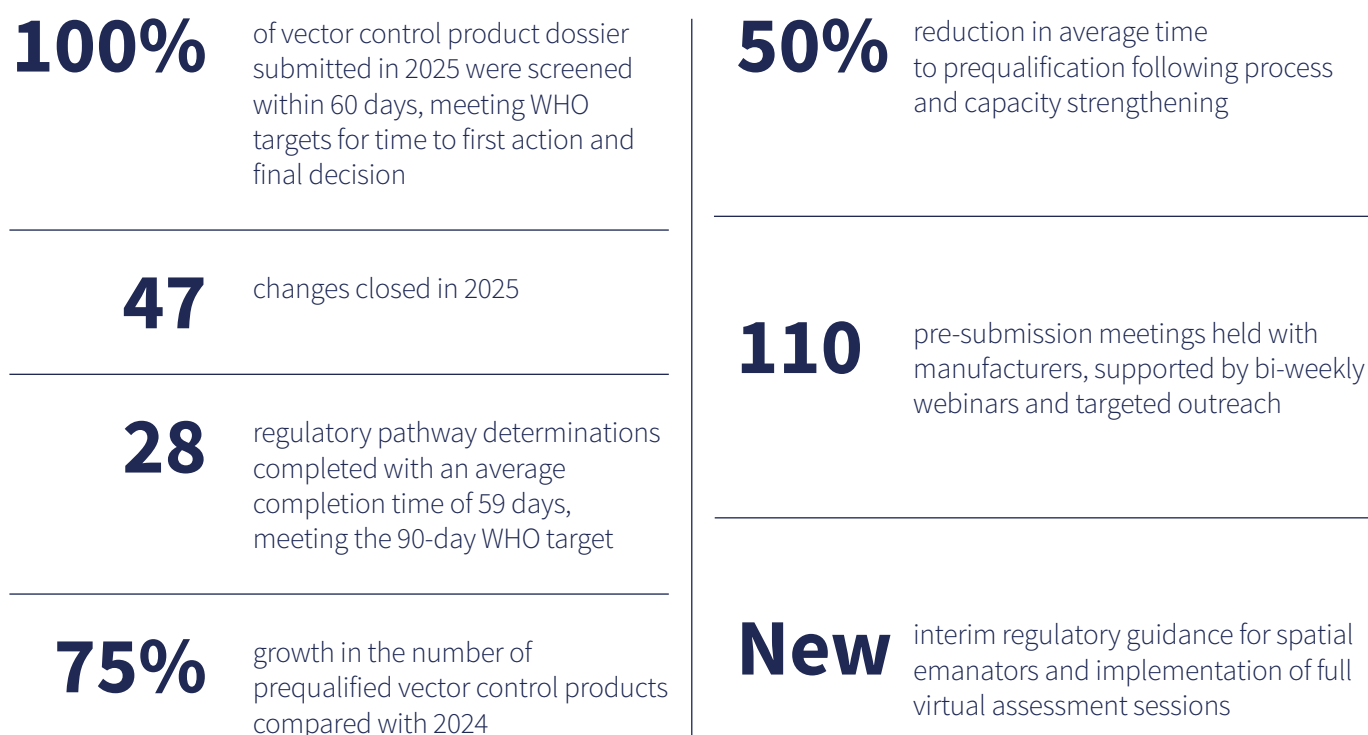 100%
of vector control product dossier
submitted in 2025 were screened
within 60 days, meeting WHO
targets for time to first action and
final decision
47
changes closed in 2025
28
regulatory pathway determinations
completed with an average
completion time of 59 days,
meeting the 90-day WHO target
75%
growth in the number of
prequalified vector control products
compared with 2024
50%
reduction in average time
to prequalification following process
and capacity strengthening
110
pre-submission meetings held with
manufacturers, supported by bi-weekly
webinars and targeted outreach
New
interim regulatory guidance for spatial
emanators and implementation of full
virtual assessment sessions